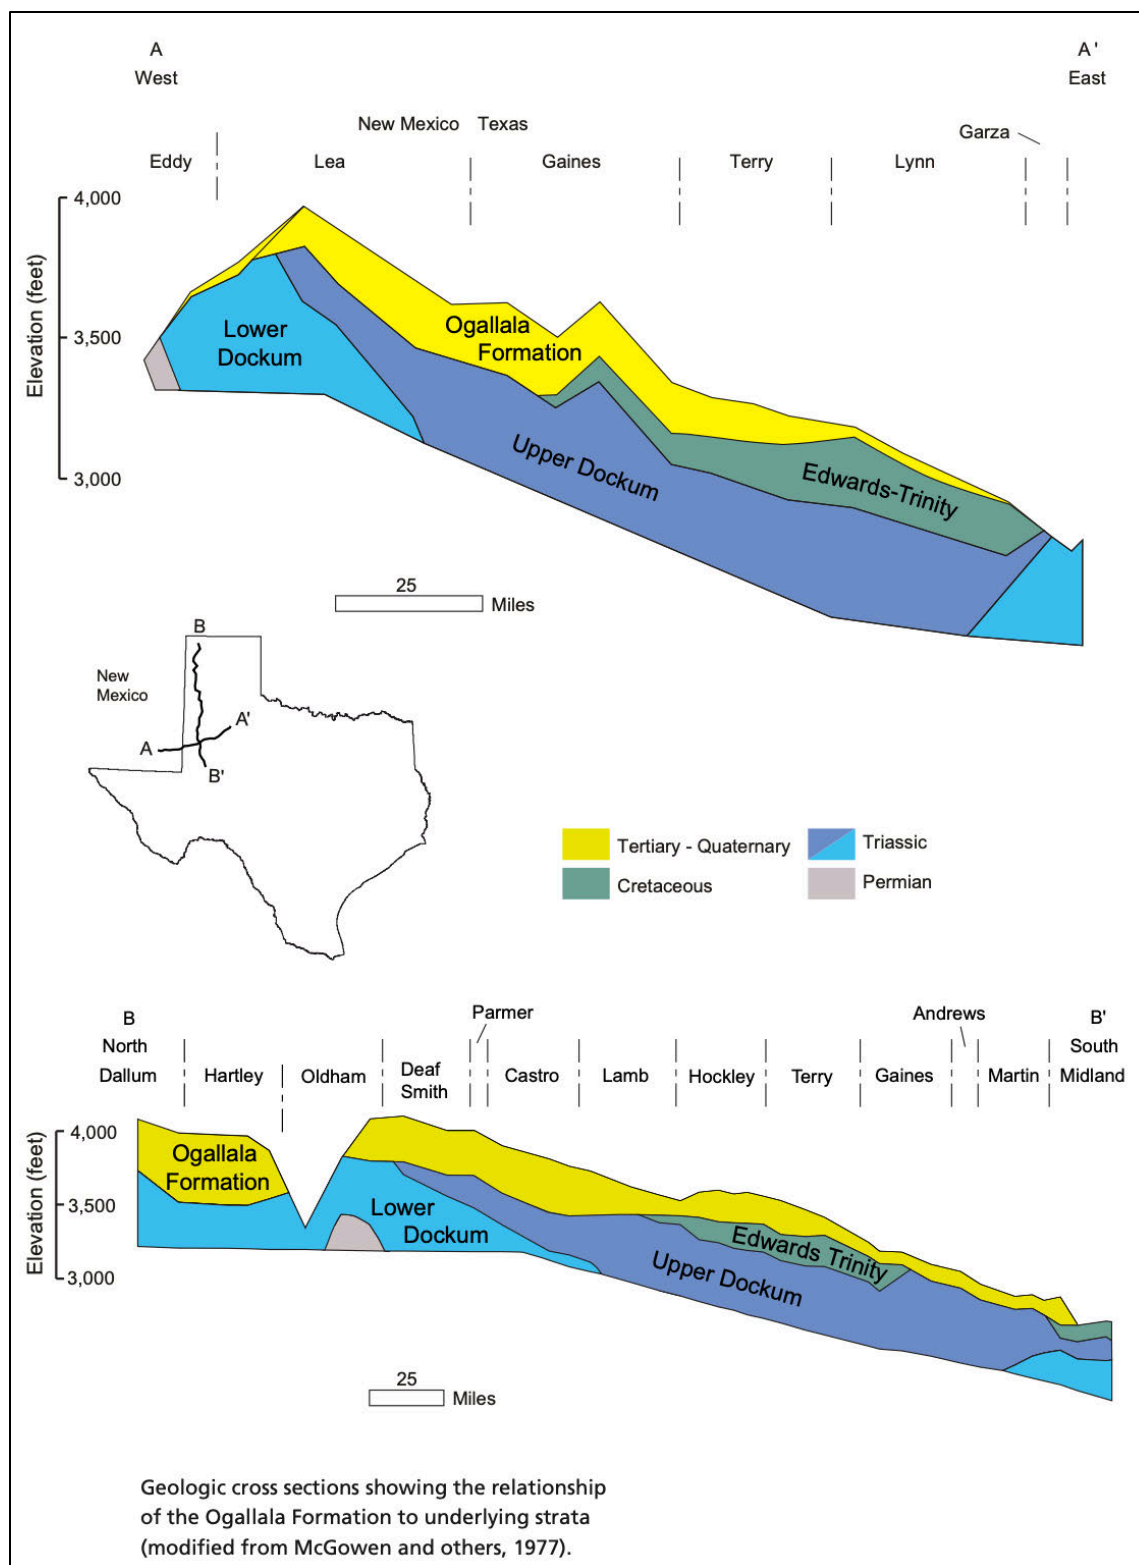 A
West
A '
East
New Mexico Texas
Garza
Eddy Lea Gaines Terry Lynn
Elevation (feet)
4,000
3,500
3,000
Ogallala
Formation
Lower
Dockum
Upper Dockum
Edwards-Trinity
25
Miles
B
New
Mexico
A'
A
B'
Tertiary - Quaternary
Triassic
Cretaceous
Permian
B
North
Parmer
Andrews
B'
South
Dallum Hartley Oldham Deaf
Smith Castro Lamb Hockley Terry Gaines Martin Midland
Elevation (feet)
4,000
3,500
3,000
Ogallala
Formation
Lower
Dockum
Edwards Trinity
Upper Dockum
25
Miles
Geologic cross sections showing the relationship
of the Ogallala Formation to underlying strata
(modified from McGowen and others, 1977).